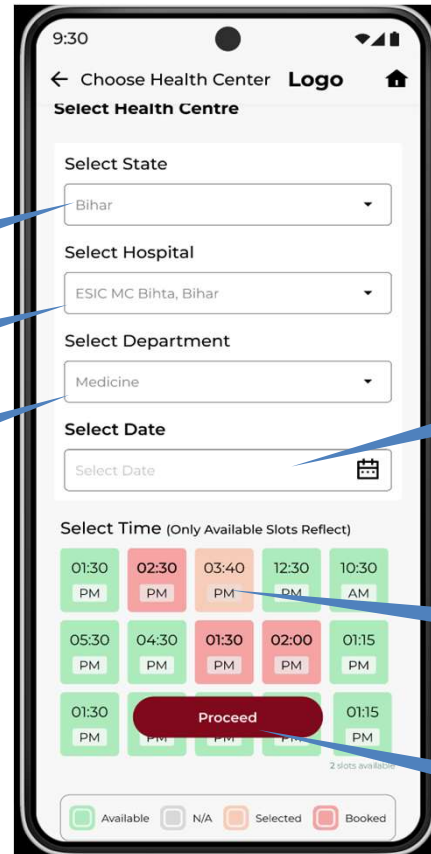 9:30
← Choose Health Center Logo
Select Health Centre
Select State
Bihar
Select Hospital
ESIC MC Bihta, Bihar
Select Department
Medicine
Select Date
Select Date
Select Time (Only Available Slots Reflect)
01:30 02:30 03:40 12:30 10:30
PM PM PM PM AM
05:30 04:30 01:30 02:00 01:15
PM PM PM PM PM
01:30 Proceed 01:15
PM PM PM PM PM
2 slots available
Available N/A Selected Booked